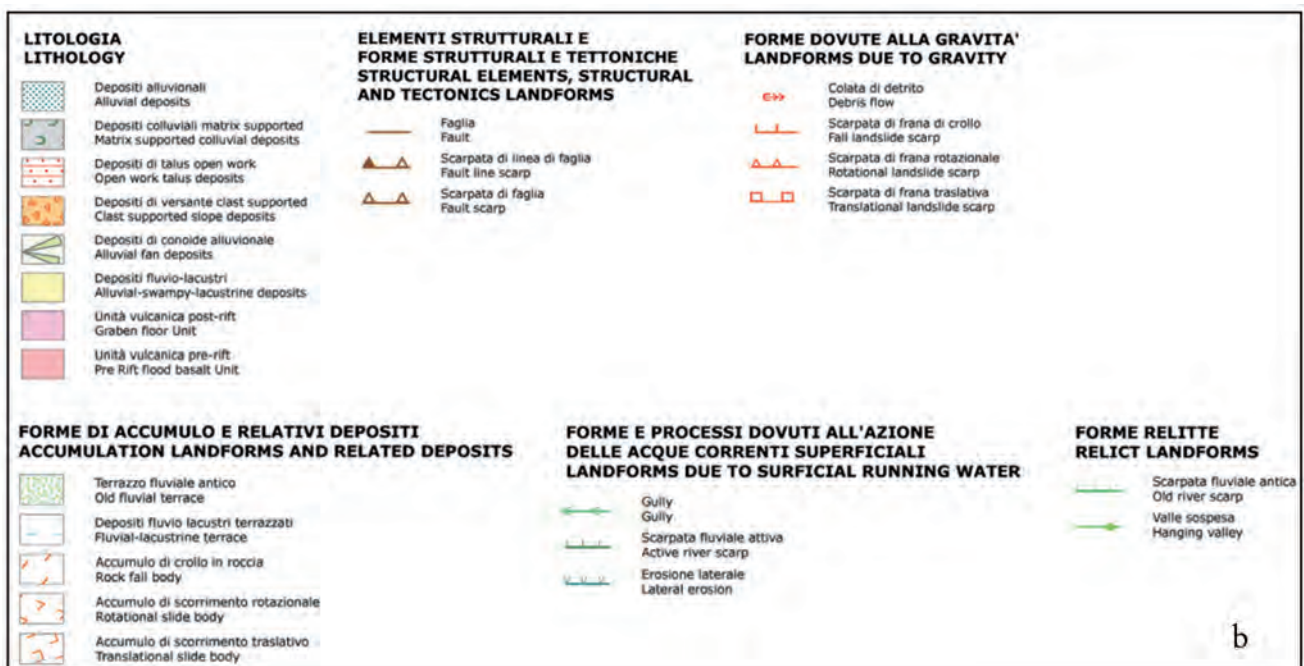 LITOLOGIA
LITHOLOGY
Depositi alluvionali
Alluvial deposits
Depositi colluviali matrix supported
Matrix supported colluvial deposits
Depositi di talus open work
Open work talus deposits
Depositi di versante clast supported
Clast supported slope deposits
Depositi di conoide alluvionale
Alluvial fan deposits
Depositi fluvio-lacustri
Alluvial-swampy-lacustrine deposits
Unità vulcanica post-rift
Graben floor Unit
Unità vulcanica pre-rift
Pre Rift flood basalt Unit
ELEMENTI STRUTTURALI E
FORME STRUTTURALI E TETTONICHE
STRUCTURAL ELEMENTS, STRUCTURAL
AND TECTONICS LANDFORMS
Faglia
Fault
Scarpata di linea di faglia
Fault line scarp
Scarpata di faglia
Fault scarp
FORME DOVUTE ALLA GRAVITA'
LANDFORMS DUE TO GRAVITY
Colata di detrito
Debris flow
Scarpata di frana di crollo
Fall landslide scarp
Scarpata di frana rotazionale
Rotational landslide scarp
Scarpata di frana traslativa
Translational landslide scarp
FORME DI ACCUMULO E RELATIVI DEPOSITI
ACCUMULATION LANDFORMS AND RELATED DEPOSITS
Terrazzo fluviale antico
Old fluvial terrace
Depositi fluvio lacustri terrazzati
Fluvial-lacustrine terrace
Accumulo di crollo in roccia
Rock fall body
Accumulo di scorrimento rotazionale
Rotational slide body
Accumulo di scorrimento traslativo
Translational slide body
FORME E PROCESSI DOVUTI ALL'AZIONE
DELLE ACQUE CORRENTI SUPERFICIALI
LANDFORMS DUE TO SURFICIAL RUNNING WATER
Gully
Gully
Scarpata fluviale attiva
Active river scarp
Erosione laterale
Lateral erosion
FORME RELITTE
RELICT LANDFORMS
Scarpata fluviale antica
Old river scarp
Valle sospesa
Hanging valley
b